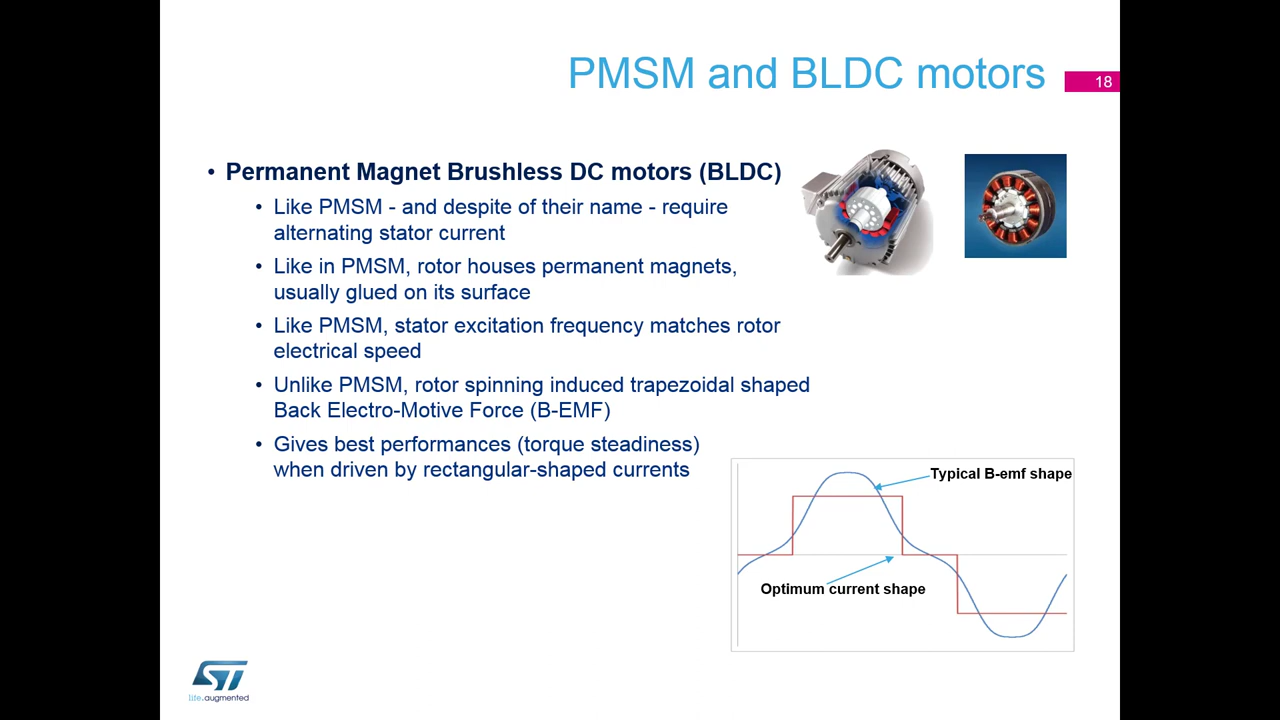 PMSM and BLDC motors
18
• Permanent Magnet Brushless DC motors (BLDC)
• Like PMSM - and despite of their name - require
alternating stator current
• Like in PMSM, rotor houses permanent magnets,
usually glued on its surface
• Like PMSM, stator excitation frequency matches rotor
electrical speed
• Unlike PMSM, rotor spinning induced trapezoidal shaped
Back Electro-Motive Force (B-EMF)
• Gives best performances (torque steadiness)
when driven by rectangular-shaped currents
Typical B-emf shape
Optimum current shape
ST
life.augmented